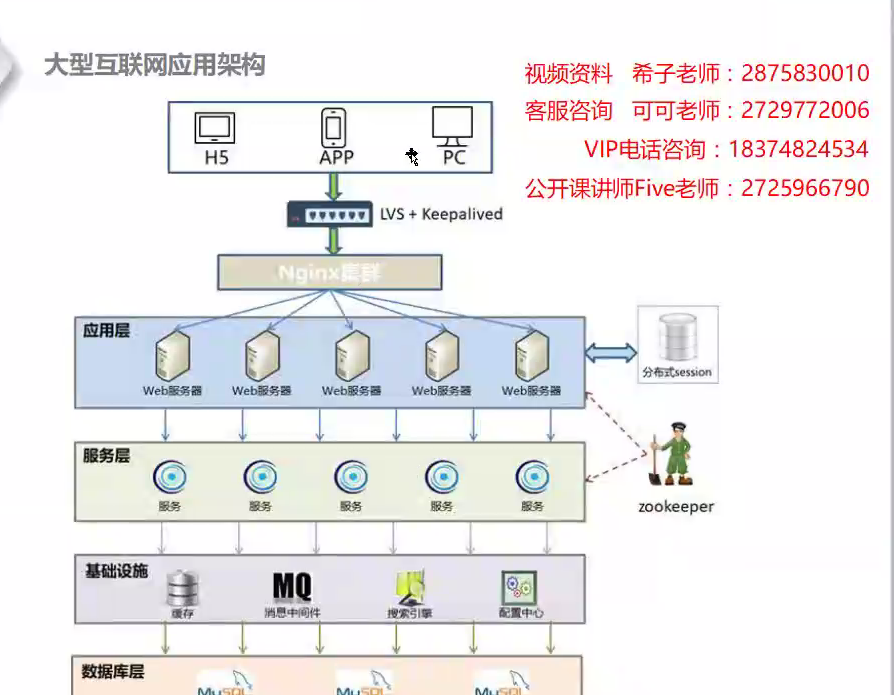 大型互联网应用架构
视频资料 希子老师：2875830010
客服咨询 可可老师：2729772006
VIP电话咨询：18374824534
公开课讲师Five老师：2725966790
H5 APP PC
LVS + Keepalived
Nginx集群
应用层
Web服务器 Web服务器 Web服务器 Web服务器 Web服务器
分布式session
服务层
服务 服务 服务 服务 服务
zookeeper
基础设施
MQ
缓存 消息中间件 搜索引擎 配置中心
数据库层
MySQL MySQL MySQL